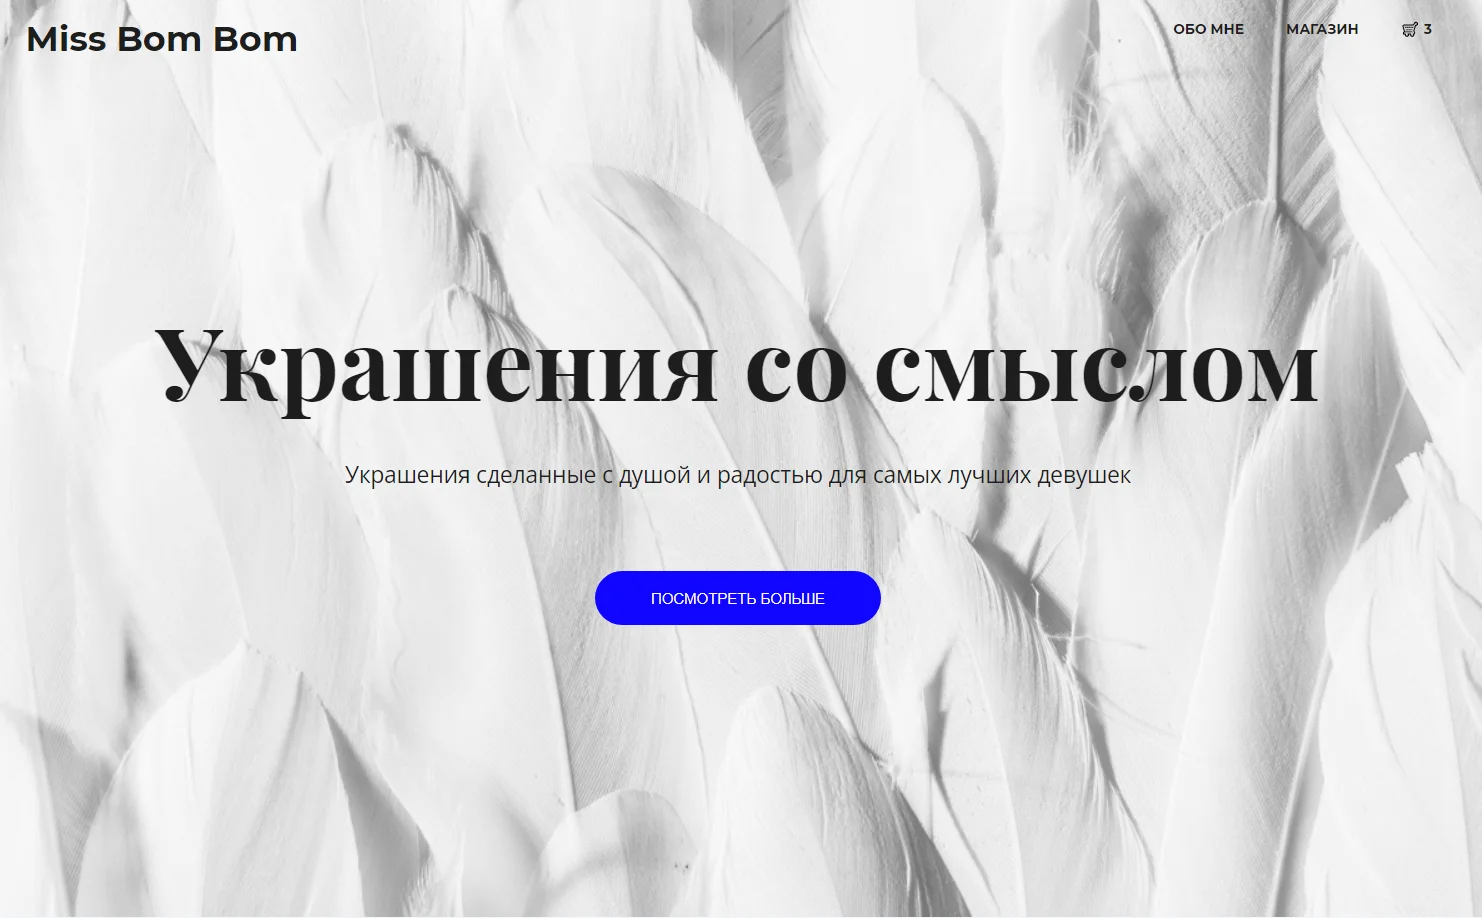 Miss Bom Bom
ОБО МНЕ
МАГАЗИН
3
Украшения со смыслом
Украшения сделанные с душой и радостью для самых лучших девушек
ПОСМОТРЕТЬ БОЛЬШЕ